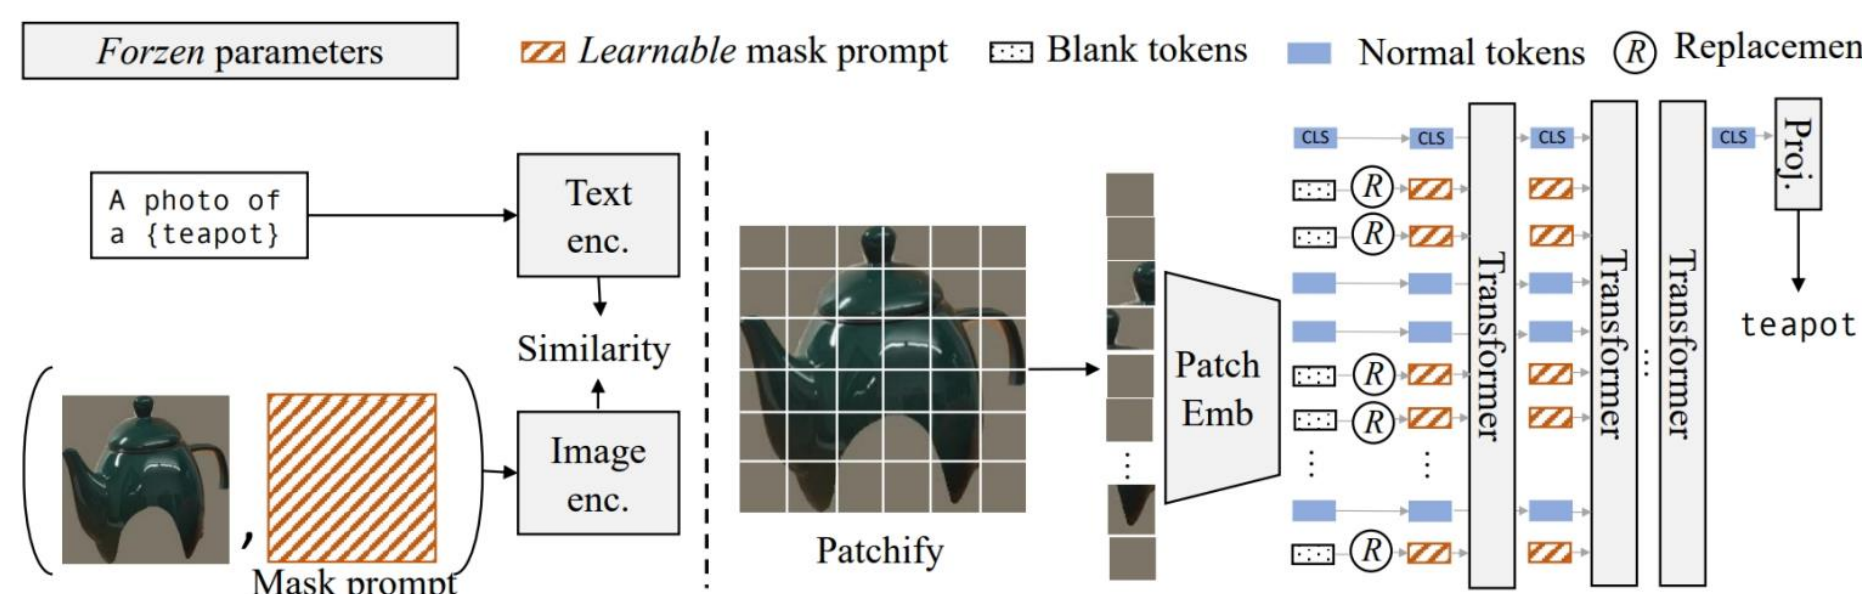 Forzen parameters
Learnable mask prompt
Blank tokens
Normal tokens
R
Replacemen
A photo of
a {teapot}
Text
enc.
Similarity
Image
enc.
,
Mask prompt
Patchify
Patch
Emb
CLS
CLS
CLS
CLS
R
R
R
R
R
Transformer
Transformer
...
Transformer
Proj.
teapot